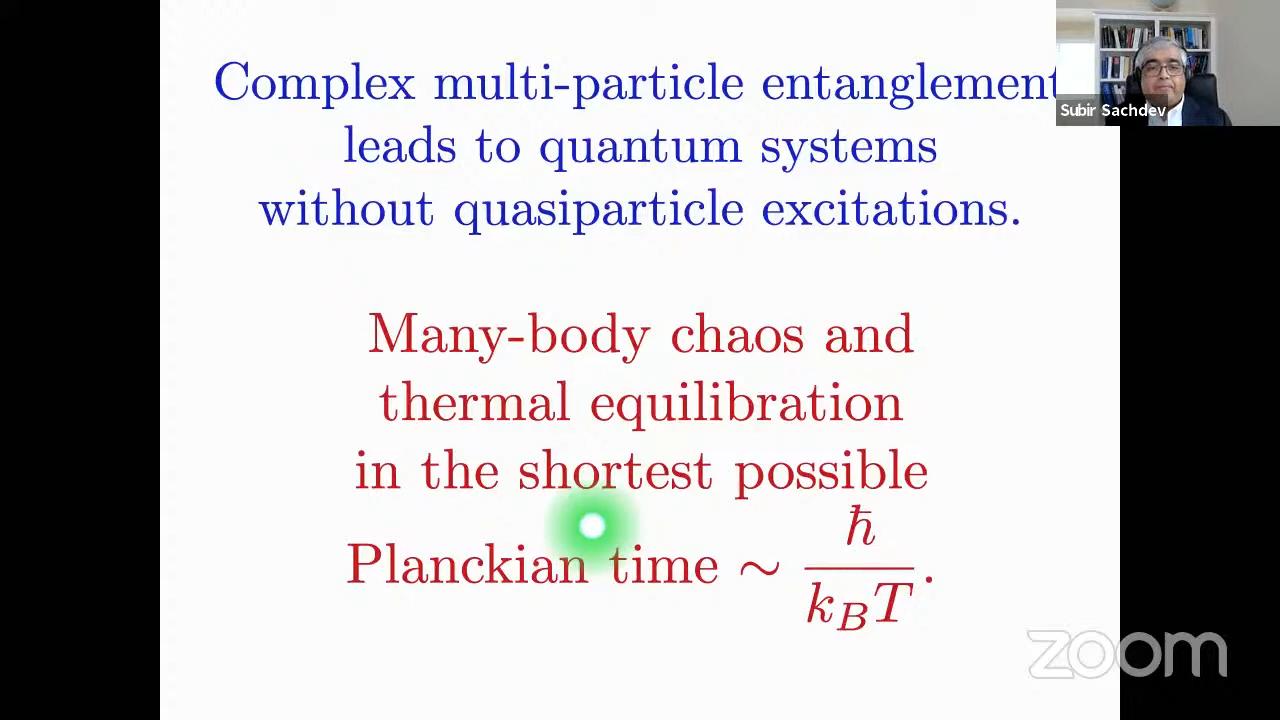 Complex multi-particle entanglement
leads to quantum systems
without quasiparticle excitations.
Many-body chaos and
thermal equilibration
in the shortest possible
Planckian time ∼ ħ / k_B T.
Subir Sachdev
zoom